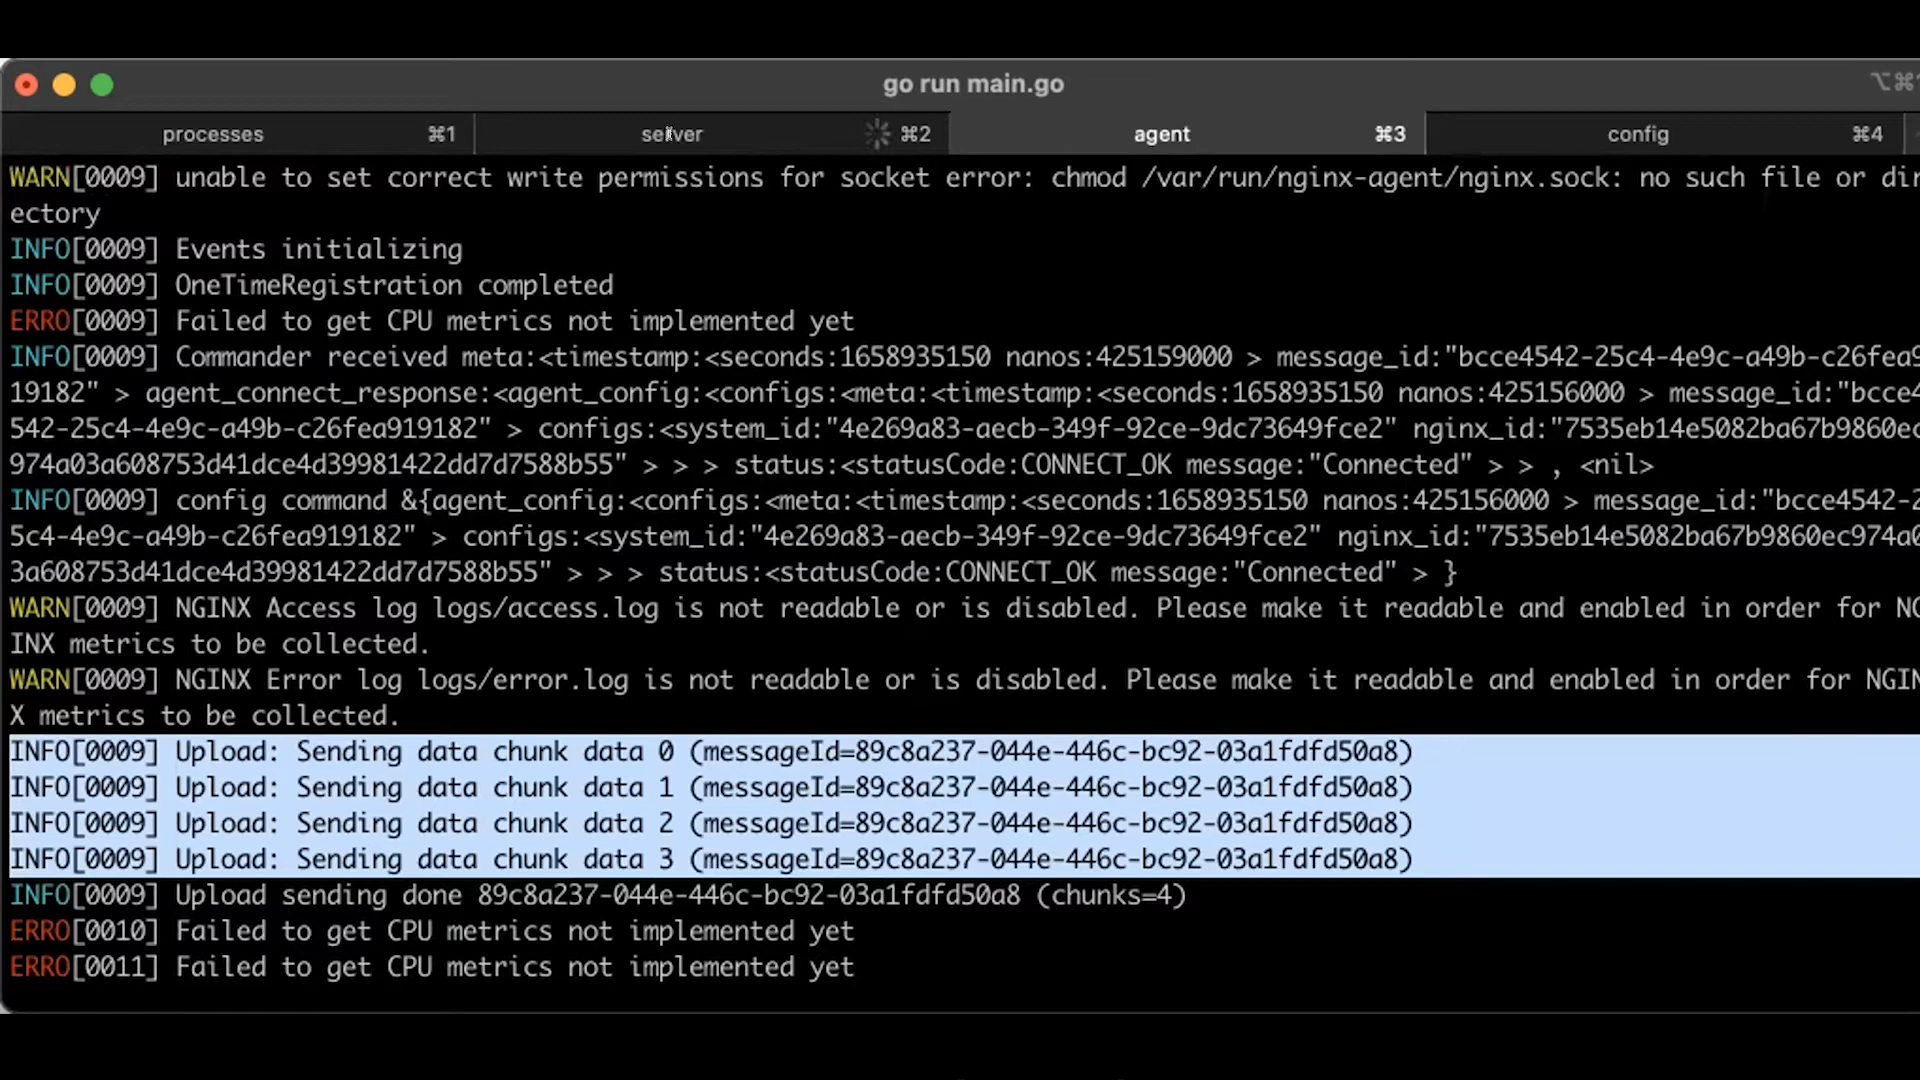 go run main.go
⌥⌘
processes ⌘1 server ⌘2 agent ⌘3 config ⌘4
WARN[0009] unable to set correct write permissions for socket error: chmod /var/run/nginx-agent/nginx.sock: no such file or dir
ectory
INFO[0009] Events initializing
INFO[0009] OneTimeRegistration completed
ERRO[0009] Failed to get CPU metrics not implemented yet
INFO[0009] Commander received meta:<timestamp:<seconds:1658935150 nanos:425159000 > message_id:"bcce4542-25c4-4e9c-a49b-c26fea9
19182" > agent_connect_response:<agent_config:<configs:<meta:<timestamp:<seconds:1658935150 nanos:425156000 > message_id:"bcce4
542-25c4-4e9c-a49b-c26fea919182" > configs:<system_id:"4e269a83-aecb-349f-92ce-9dc73649fce2" nginx_id:"7535eb14e5082ba67b9860ec
974a03a608753d41dce4d39981422dd7d7588b55" > > > status:<statusCode:CONNECT_OK message:"Connected" > > , <nil>
INFO[0009] config command &{agent_config:<configs:<meta:<timestamp:<seconds:1658935150 nanos:425156000 > message_id:"bcce4542-2
5c4-4e9c-a49b-c26fea919182" > configs:<system_id:"4e269a83-aecb-349f-92ce-9dc73649fce2" nginx_id:"7535eb14e5082ba67b9860ec974a0
3a608753d41dce4d39981422dd7d7588b55" > > > status:<statusCode:CONNECT_OK message:"Connected" > }
WARN[0009] NGINX Access log logs/access.log is not readable or is disabled. Please make it readable and enabled in order for NG
INX metrics to be collected.
WARN[0009] NGINX Error log logs/error.log is not readable or is disabled. Please make it readable and enabled in order for NGIN
X metrics to be collected.
INFO[0009] Upload: Sending data chunk data 0 (messageId=89c8a237-044e-446c-bc92-03a1fdfd50a8)
INFO[0009] Upload: Sending data chunk data 1 (messageId=89c8a237-044e-446c-bc92-03a1fdfd50a8)
INFO[0009] Upload: Sending data chunk data 2 (messageId=89c8a237-044e-446c-bc92-03a1fdfd50a8)
INFO[0009] Upload: Sending data chunk data 3 (messageId=89c8a237-044e-446c-bc92-03a1fdfd50a8)
INFO[0009] Upload sending done 89c8a237-044e-446c-bc92-03a1fdfd50a8 (chunks=4)
ERRO[0010] Failed to get CPU metrics not implemented yet
ERRO[0011] Failed to get CPU metrics not implemented yet